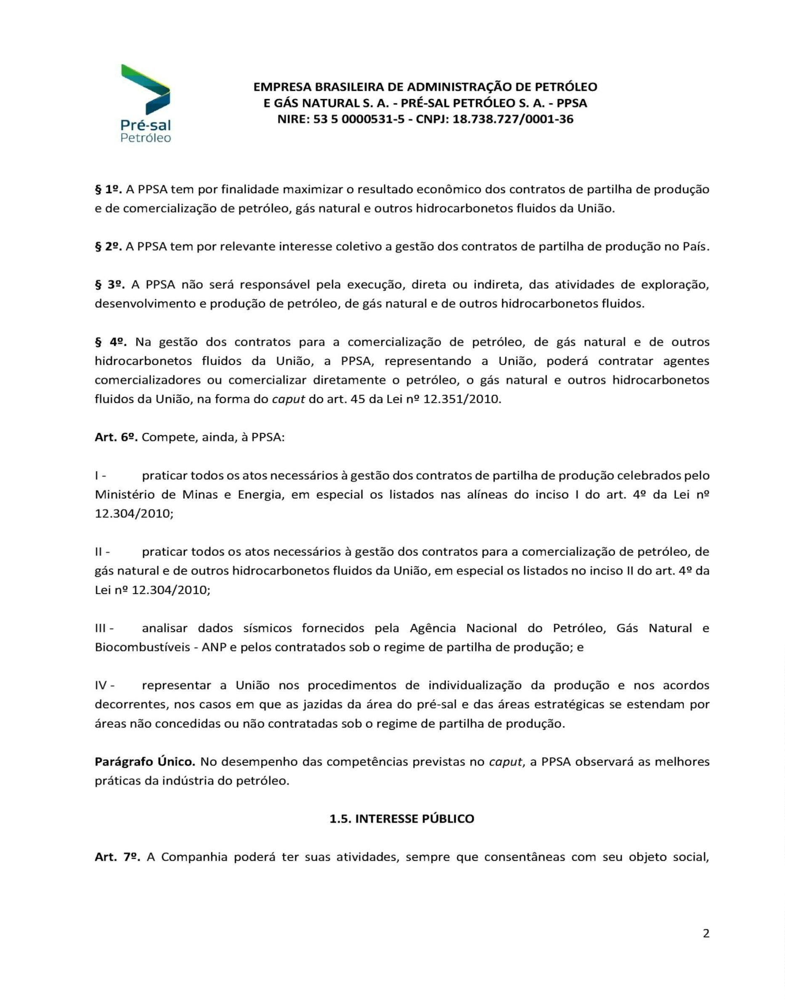 Pré-sal
Petróleo
EMPRESA BRASILEIRA DE ADMINISTRAÇÃO DE PETRÓLEO
E GÁS NATURAL S. A. - PRÉ-SAL PETRÓLEO S. A. - PPSA
NIRE: 53 5 0000531-5 - CNPJ: 18.738.727/0001-36
§ 1º. A PPSA tem por finalidade maximizar o resultado econômico dos contratos de partilha de produção
e de comercialização de petróleo, gás natural e outros hidrocarbonetos fluidos da União.
§ 2º. A PPSA tem por relevante interesse coletivo a gestão dos contratos de partilha de produção no País.
§ 3º. A PPSA não será responsável pela execução, direta ou indireta, das atividades de exploração,
desenvolvimento e produção de petróleo, de gás natural e de outros hidrocarbonetos fluidos.
§ 4º. Na gestão dos contratos para a comercialização de petróleo, de gás natural e de outros
hidrocarbonetos fluidos da União, a PPSA, representando a União, poderá contratar agentes
comercializadores ou comercializar diretamente o petróleo, o gás natural e outros hidrocarbonetos
fluidos da União, na forma do caput do art. 45 da Lei nº 12.351/2010.
Art. 6º. Compete, ainda, à PPSA:
I - praticar todos os atos necessários à gestão dos contratos de partilha de produção celebrados pelo
Ministério de Minas e Energia, em especial os listados nas alíneas do inciso I do art. 4º da Lei nº
12.304/2010;
II - praticar todos os atos necessários à gestão dos contratos para a comercialização de petróleo, de
gás natural e de outros hidrocarbonetos fluidos da União, em especial os listados no inciso II do art. 4º da
Lei nº 12.304/2010;
III - analisar dados sísmicos fornecidos pela Agência Nacional do Petróleo, Gás Natural e
Biocombustíveis - ANP e pelos contratados sob o regime de partilha de produção; e
IV - representar a União nos procedimentos de individualização da produção e nos acordos
decorrentes, nos casos em que as jazidas da área do pré-sal e das áreas estratégicas se estendam por
áreas não concedidas ou não contratadas sob o regime de partilha de produção.
Parágrafo Único. No desempenho das competências previstas no caput, a PPSA observará as melhores
práticas da indústria do petróleo.
1.5. INTERESSE PÚBLICO
Art. 7º. A Companhia poderá ter suas atividades, sempre que consentâneas com seu objeto social,
2